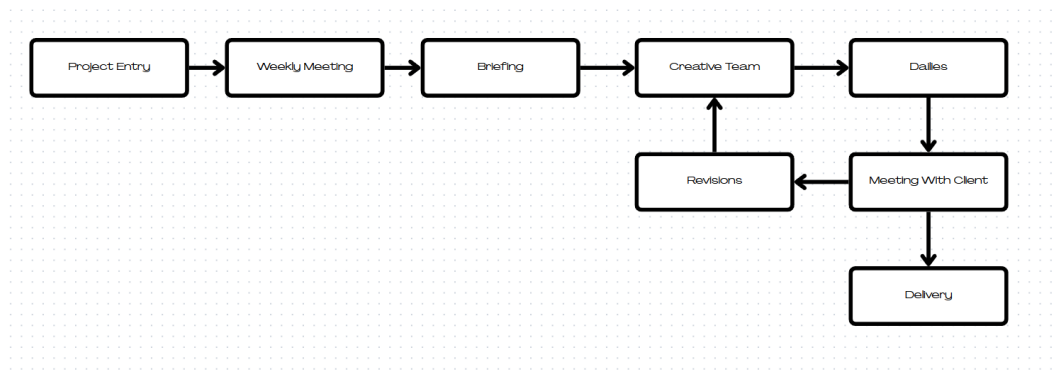 Project Entry
Weekly Meeting
Briefing
Creative Team
Dailies
Revisions
Meeting With Client
Delivery